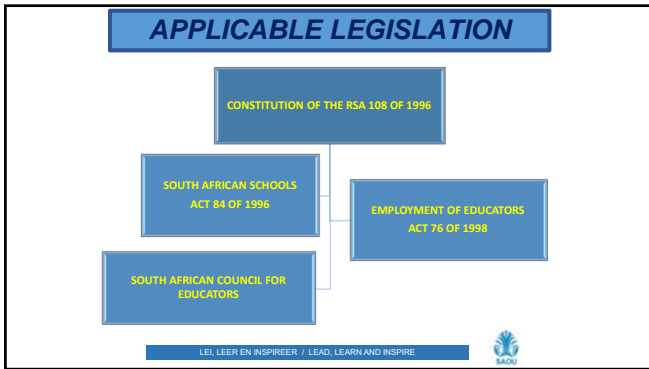 APPLICABLE LEGISLATION
CONSTITUTION OF THE RSA 108 OF 1996
SOUTH AFRICAN SCHOOLS
ACT 84 OF 1996
EMPLOYMENT OF EDUCATORS
ACT 76 OF 1998
SOUTH AFRICAN COUNCIL FOR
EDUCATORS
LEI, LEER EN INSPIREER / LEAD, LEARN AND INSPIRE
SAOU